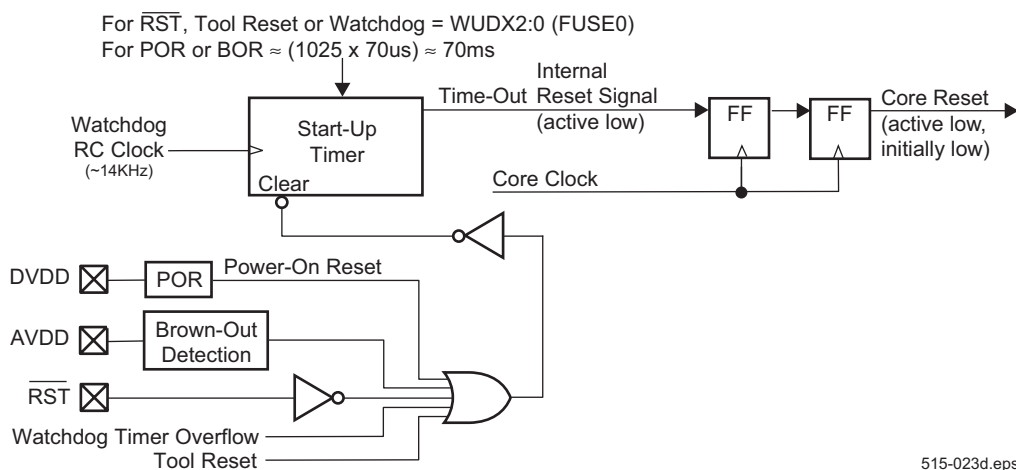 For RST, Tool Reset or Watchdog = WUDX2:0 (FUSE0)
For POR or BOR ≈ (1025 x 70us) ≈ 70ms
Watchdog
RC Clock
(~14KHz)
Start-Up
Timer
Clear
Time-Out
Internal
Reset Signal
(active low)
FF
FF
Core Reset
(active low,
initially low)
Core Clock
DVDD
POR
Power-On Reset
AVDD
Brown-Out
Detection
RST
Watchdog Timer Overflow
Tool Reset
515-023d.eps